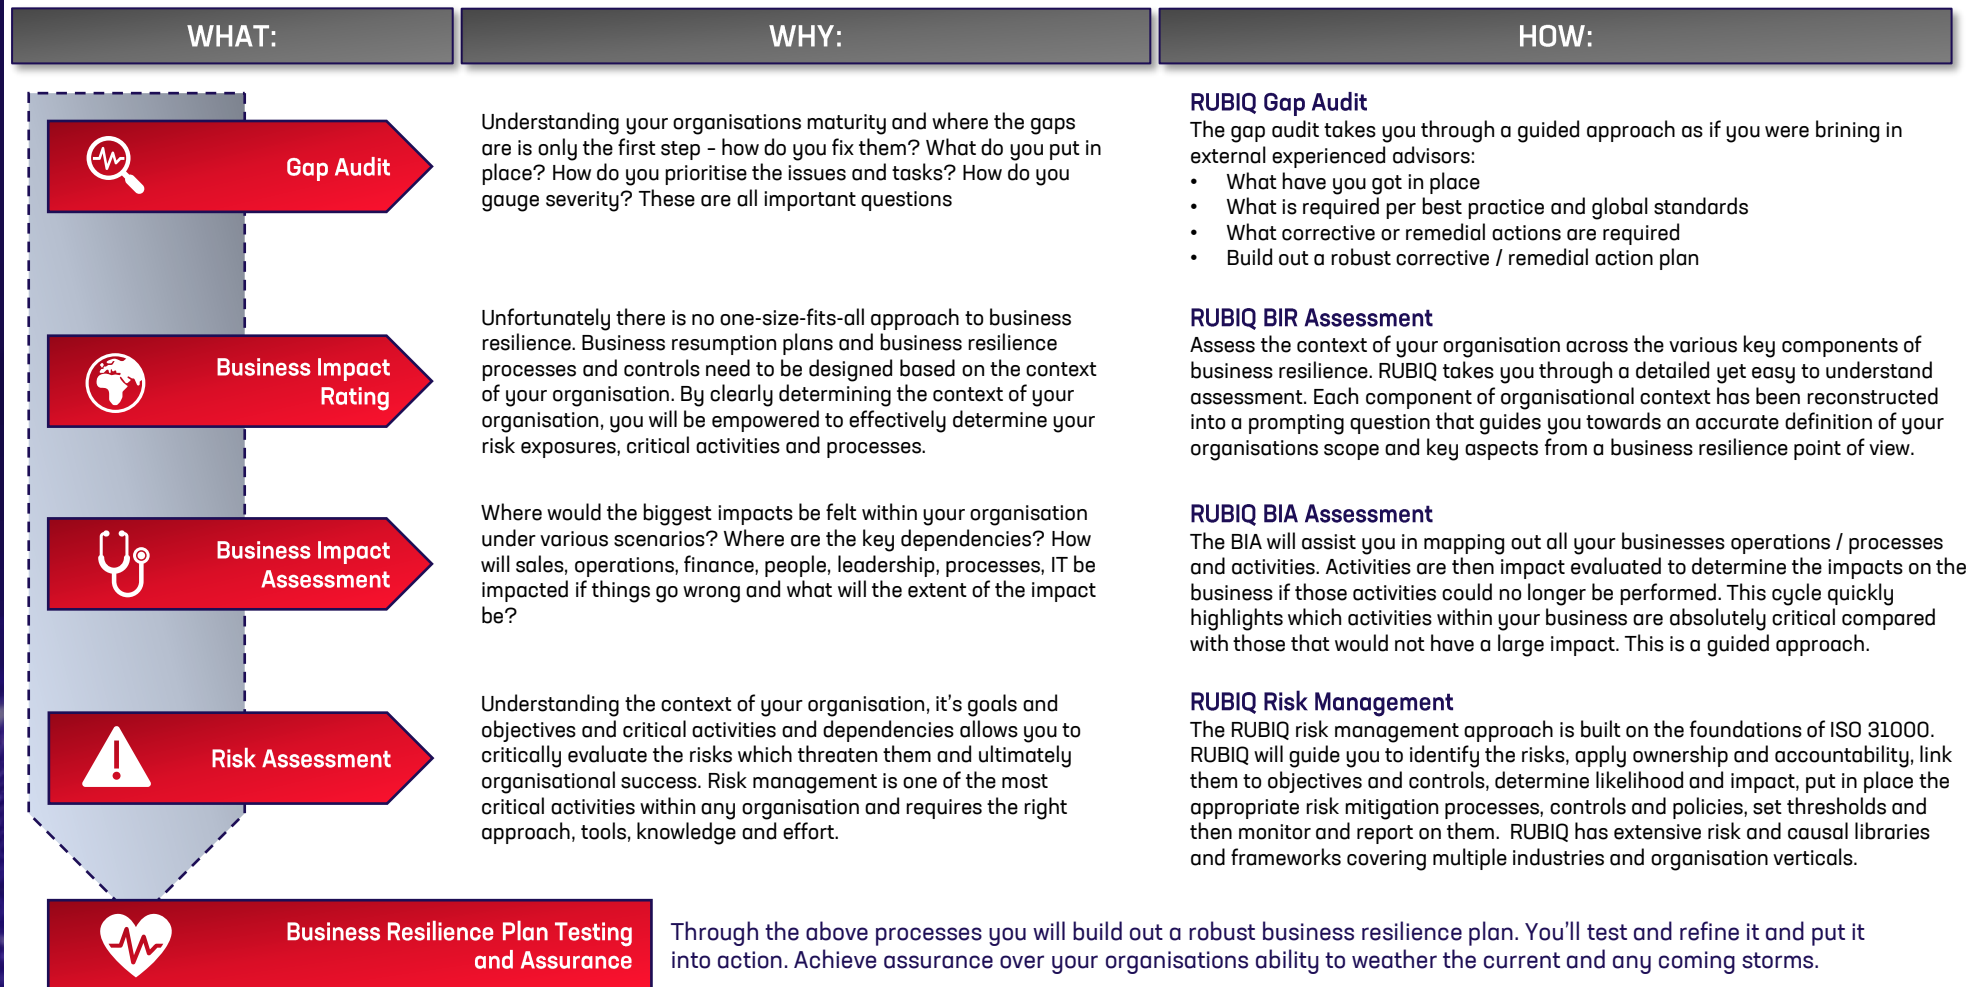 WHAT:
WHY:
HOW:
Gap Audit
Understanding your organisations maturity and where the gaps
are is only the first step - how do you fix them? What do you put in
place? How do you prioritise the issues and tasks? How do you
gauge severity? These are all important questions
RUBIQ Gap Audit
The gap audit takes you through a guided approach as if you were brining in
external experienced advisors:
• What have you got in place
• What is required per best practice and global standards
• What corrective or remedial actions are required
• Build out a robust corrective / remedial action plan
Business Impact
Rating
Unfortunately there is no one-size-fits-all approach to business
resilience. Business resumption plans and business resilience
processes and controls need to be designed based on the context
of your organisation. By clearly determining the context of your
organisation, you will be empowered to effectively determine your
risk exposures, critical activities and processes.
RUBIQ BIR Assessment
Assess the context of your organisation across the various key components of
business resilience. RUBIQ takes you through a detailed yet easy to understand
assessment. Each component of organisational context has been reconstructed
into a prompting question that guides you towards an accurate definition of your
organisations scope and key aspects from a business resilience point of view.
Business Impact
Assessment
Where would the biggest impacts be felt within your organisation
under various scenarios? Where are the key dependencies? How
will sales, operations, finance, people, leadership, processes, IT be
impacted if things go wrong and what will the extent of the impact
be?
RUBIQ BIA Assessment
The BIA will assist you in mapping out all your businesses operations / processes
and activities. Activities are then impact evaluated to determine the impacts on the
business if those activities could no longer be performed. This cycle quickly
highlights which activities within your business are absolutely critical compared
with those that would not have a large impact. This is a guided approach.
Risk Assessment
Understanding the context of your organisation, it's goals and
objectives and critical activities and dependencies allows you to
critically evaluate the risks which threaten them and ultimately
organisational success. Risk management is one of the most
critical activities within any organisation and requires the right
approach, tools, knowledge and effort.
RUBIQ Risk Management
The RUBIQ risk management approach is built on the foundations of ISO 31000.
RUBIQ will guide you to identify the risks, apply ownership and accountability, link
them to objectives and controls, determine likelihood and impact, put in place the
appropriate risk mitigation processes, controls and policies, set thresholds and
then monitor and report on them. RUBIQ has extensive risk and causal libraries
and frameworks covering multiple industries and organisation verticals.
Business Resilience Plan Testing
and Assurance
Through the above processes you will build out a robust business resilience plan. You'll test and refine it and put it
into action. Achieve assurance over your organisations ability to weather the current and any coming storms.